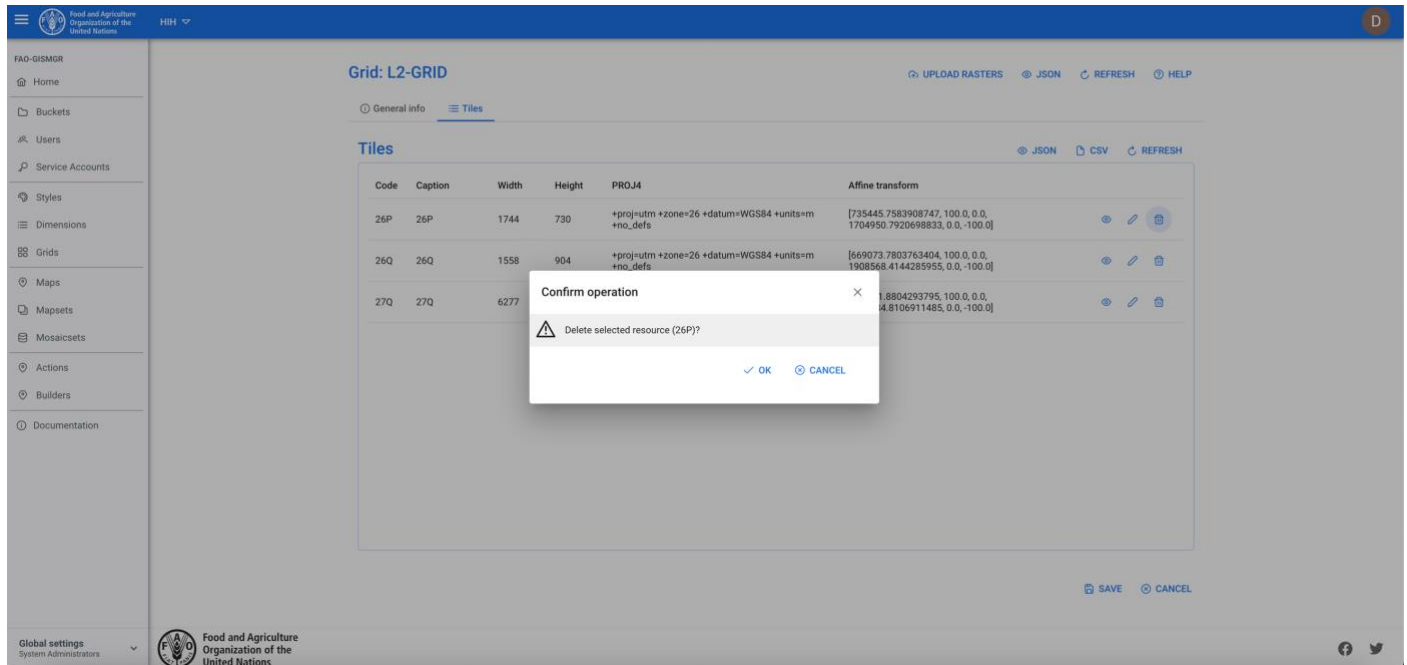 Food and Agriculture
Organization of the
United Nations
HIH
D
FAO-GISMGR
Home
Buckets
Users
Service Accounts
Styles
Dimensions
Grids
Maps
Mapsets
Mosaicsets
Actions
Builders
Documentation
Global settings
System Administrators
Grid: L2-GRID
UPLOAD RASTERS JSON REFRESH HELP
General info Tiles
Tiles
JSON CSV REFRESH
Code Caption Width Height PROJ4 Affine transform
26P 26P 1744 730 +proj=utm +zone=26 +datum=WGS84 +units=m [735445.7583908747, 100.0, 0.0,
+no_defs 1704950.7920698833, 0.0, -100.0]
26Q 26Q 1558 904 +proj=utm +zone=26 +datum=WGS84 +units=m [669073.7803763404, 100.0, 0.0,
+no_defs 1908568.4144285955, 0.0, -100.0]
27Q 27Q 6277 1.8804293795, 100.0, 0.0,
4.8106911485, 0.0, -100.0]
Confirm operation
Delete selected resource (26P)?
OK CANCEL
SAVE CANCEL
Food and Agriculture
Organization of the
United Nations